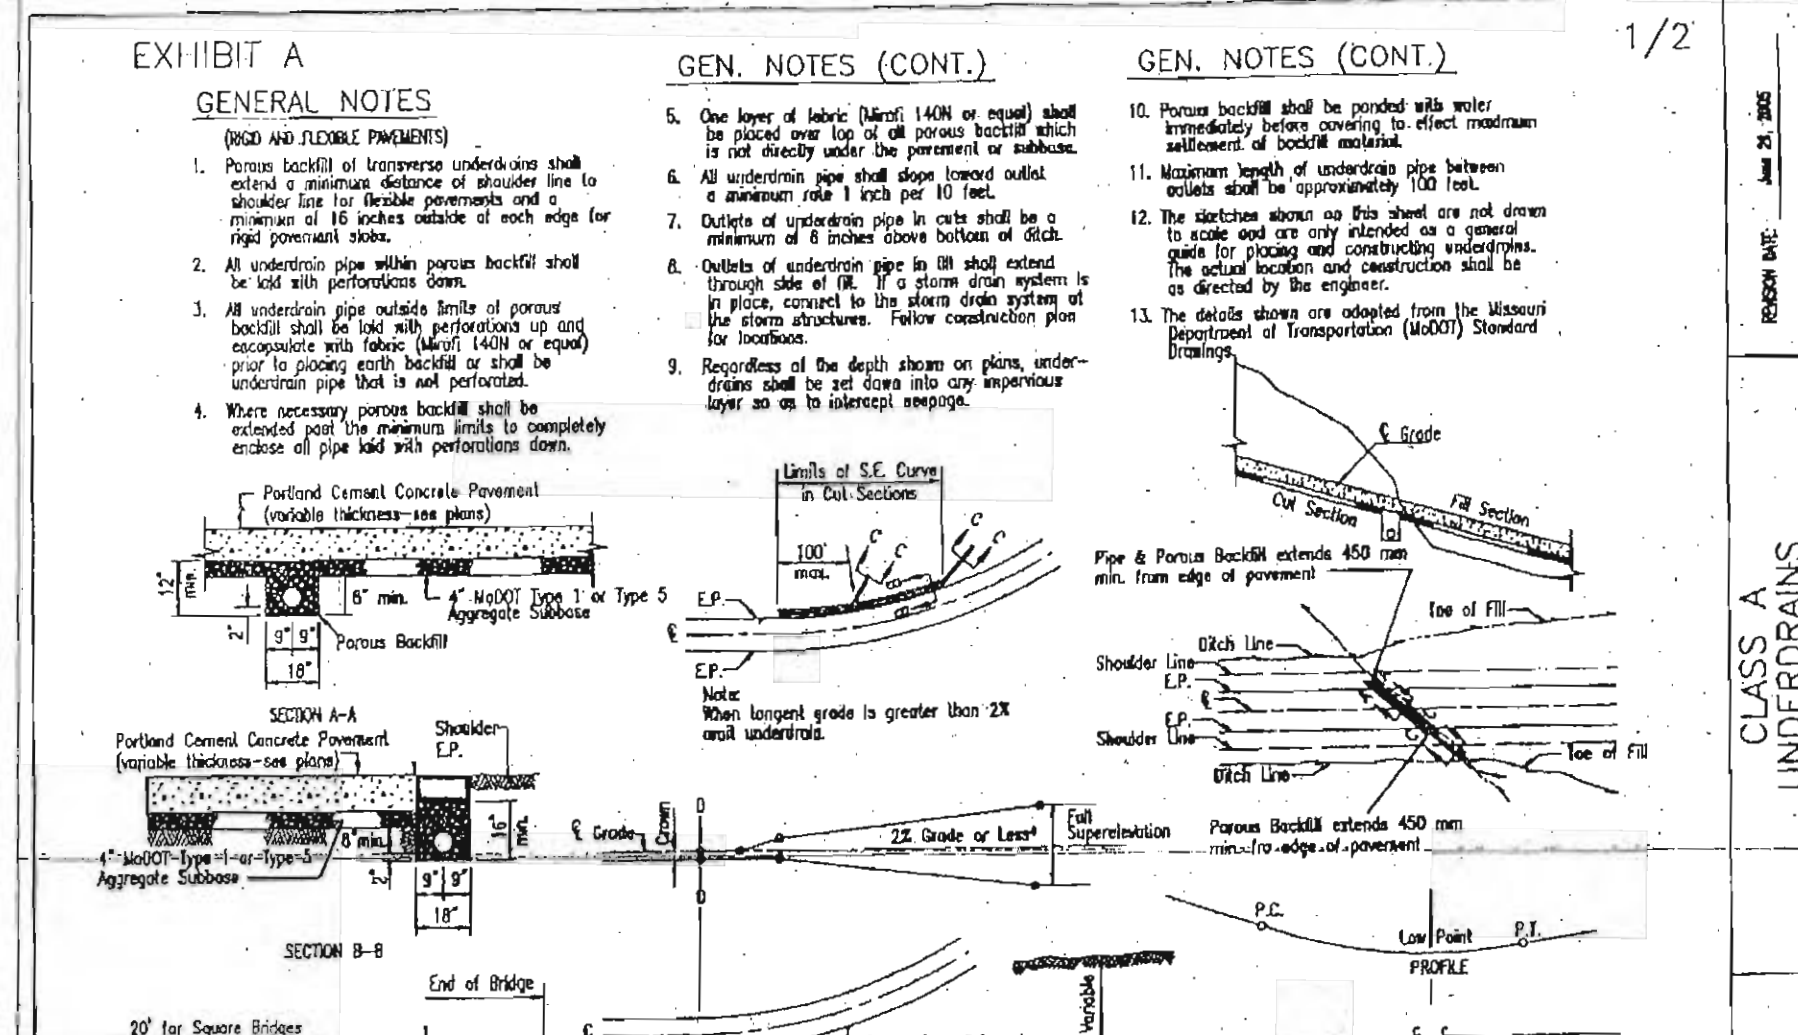 EXHIBIT A
1/2
GENERAL NOTES
(RIGID AND FLEXIBLE PAVEMENTS)
1. Porous backfill of transverse underdrains shall
extend a minimum distance of shoulder line to
shoulder line for flexible pavements and a
minimum of 16 inches outside of each edge for
rigid pavement slabs.
2. All underdrain pipe within porous backfill shall
be laid with perforations down.
3. All underdrain pipe outside limits of porous
backfill shall be laid with perforations up and
encapsulate with fabric (Mirafi 140N or equal)
prior to placing earth backfill or shall be
underdrain pipe that is not perforated.
4. Where necessary porous backfill shall be
extended past the minimum limits to completely
enclose all pipe laid with perforations down.
GEN. NOTES (CONT.)
5. One layer of fabric (Mirafi 140N or equal) shall
be placed over top of all porous backfill which
is not directly under the pavement or subbase.
6. All underdrain pipe shall slope toward outlet
a minimum rate 1 inch per 10 feet.
7. Outlets of underdrain pipe in cuts shall be a
minimum of 6 inches above bottom of ditch.
8. Outlets of underdrain pipe in fill shall extend
through side of fill. If a storm drain system is
in place, connect to the storm drain system at
the storm structures. Follow construction plan
for locations.
9. Regardless of the depth shown on plans, under-
drains shall be set down into any impervious
layer so as to intercept seepage.
GEN. NOTES (CONT.)
10. Porous backfill shall be ponded with water
immediately before covering to effect maximum
settlement of backfill material.
11. Maximum length of underdrain pipe between
outlets shall be approximately 100 feet.
12. The sketches shown on this sheet are not drawn
to scale and are only intended as a general
guide for placing and constructing underdrains.
The actual location and construction shall be
as directed by the engineer.
13. The details shown are adopted from the Missouri
Department of Transportation (MoDOT) Standard
Drawings.
Portland Cement Concrete Pavement
(variable thickness-see plans)
12"
min.
6" min.
4" MoDOT Type 1 or Type 5
Aggregate Subbase
2"
9" 9"
Porous Backfill
18"
SECTION A-A
Portland Cement Concrete Pavement
(variable thickness-see plans)
Shoulder
E.P.
16"
min.
8" min.
4" MoDOT-Type-1-or-Type-5
Aggregate Subbase
2"
9" 9"
18"
SECTION B-B
Limits of S.E. Curve
in Cut Sections
100'
max.
C C
C C
E.P.
℄
E.P.
Note:
When tangent grade is greater than 2%
omit underdrain.
℄ Grade
Crown
D
D
2% Grade or Less*
Full
Superelevation
℄ Grade
Cut Section
Fill Section
Pipe & Porous Backfill extends 450 mm
min. from edge of pavement
Toe of Fill
Ditch Line
Shoulder Line
E.P.
℄
E.P.
Shoulder Line
Ditch Line
Toe of Fill
Porous Backfill extends 450 mm
min. fro edge of pavement
P.C.
Low Point
P.T.
PROFILE
End of Bridge
20' for Square Bridges
Variable
REVISION DATE:
CLASS A
UNDERDRAINS